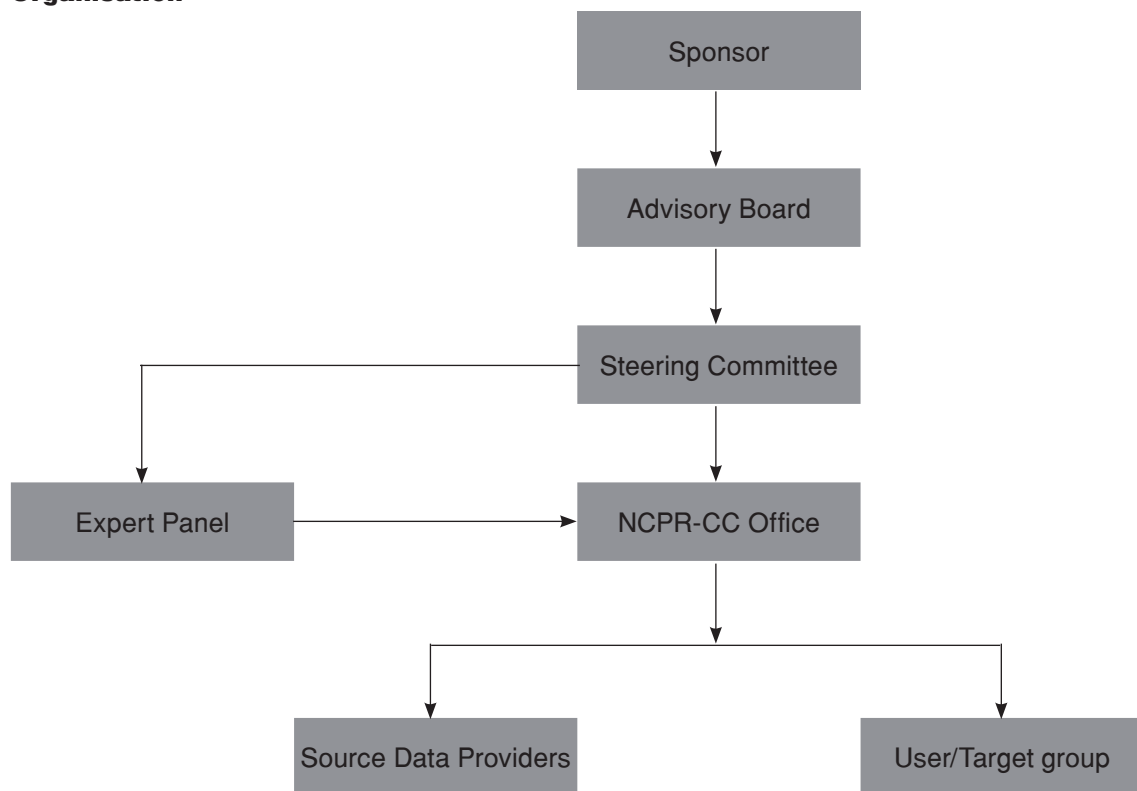 Organisation
Sponsor
Advisory Board
Steering Committee
Expert Panel
NCPR-CC Office
Source Data Providers
User/Target group